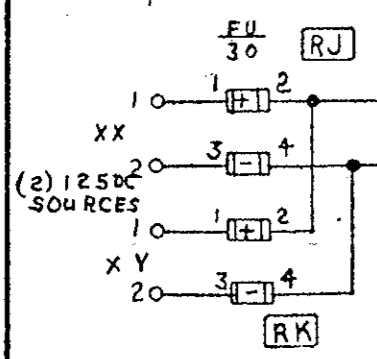 FU
30 RJ
1 1 + 2
XX
2 3 - 4
(2) 125DC
SOURCES
1 1 + 2
X Y
2 3 - 4
RK